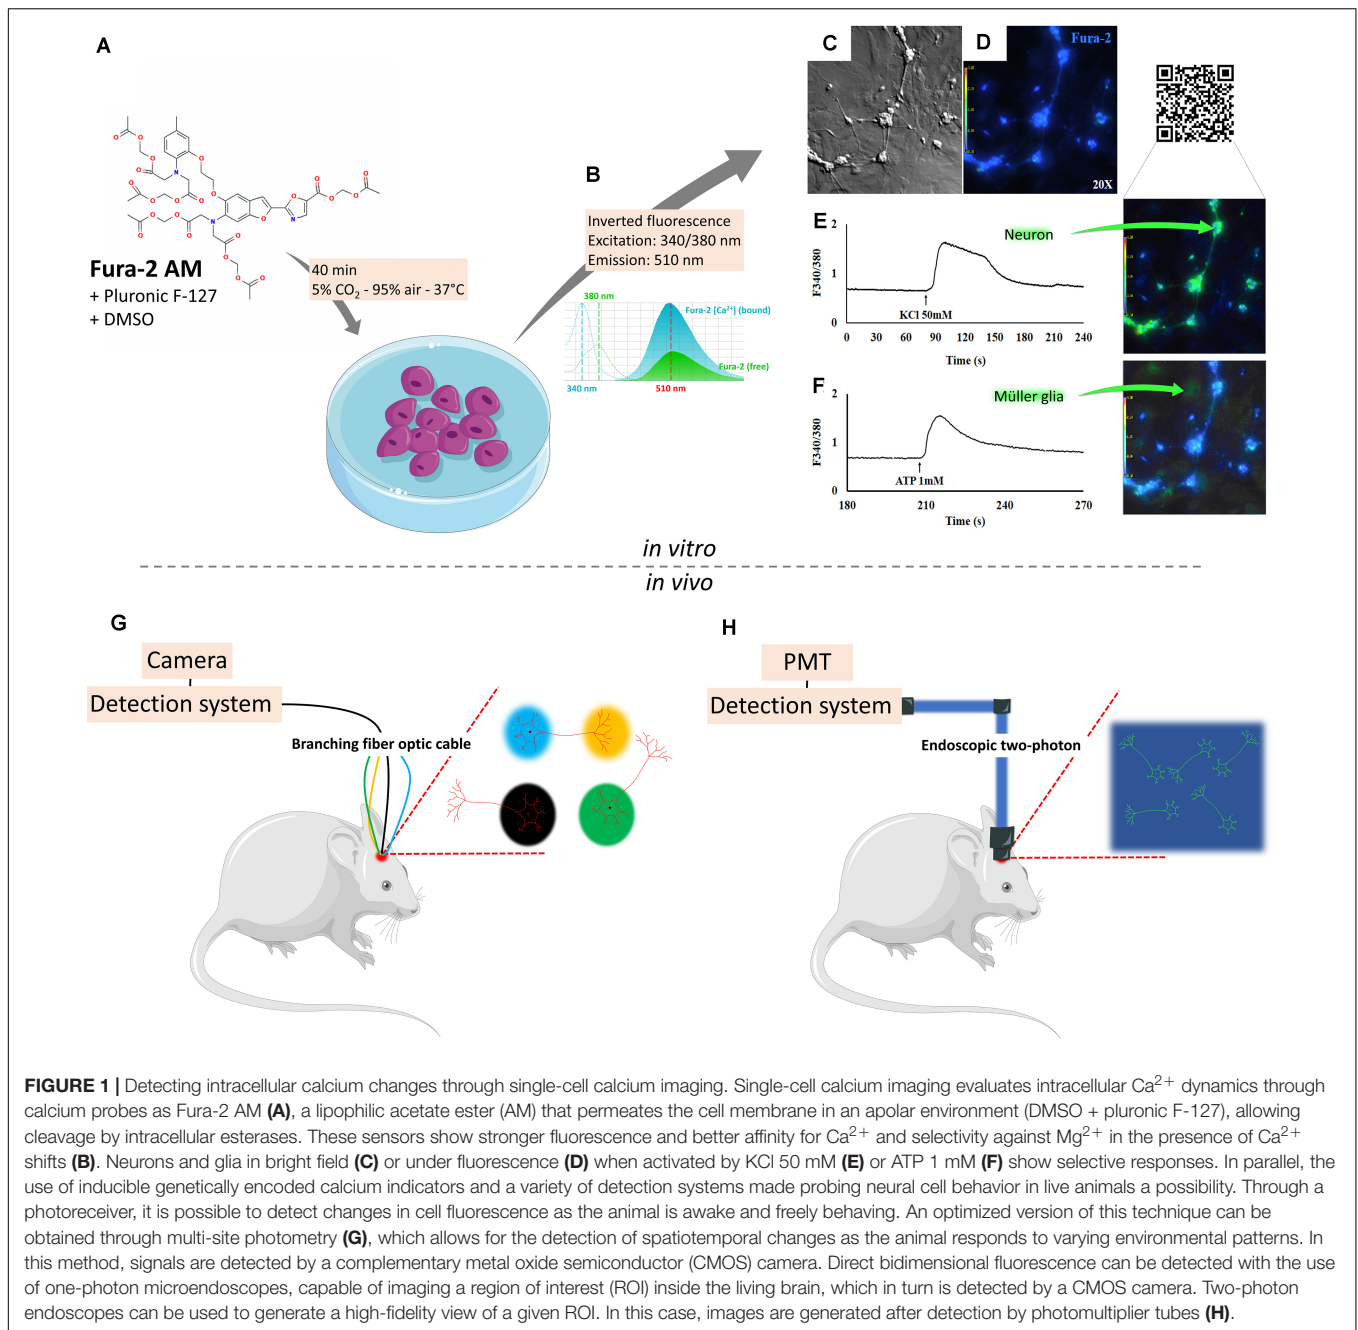 A
Fura-2 AM
+ Pluronic F-127
+ DMSO
40 min
5% CO₂ - 95% air - 37°C
B
Inverted fluorescence
Excitation: 340/380 nm
Emission: 510 nm
380 nm
Fura-2 [Ca²⁺] (bound)
Fura-2 (free)
340 nm
510 nm
C
D
Fura-2
20X
E
Neuron
F340/380
2
1
0
KCl 50mM
0 30 60 90 120 150 180 210 240
Time (s)
F
Müller glia
F340/380
2
1
0
ATP 1mM
180 210 240 270
Time (s)
in vitro
in vivo
G
Camera
Detection system
Branching fiber optic cable
H
PMT
Detection system
Endoscopic two-photon
FIGURE 1 | Detecting intracellular calcium changes through single-cell calcium imaging. Single-cell calcium imaging evaluates intracellular Ca²⁺ dynamics through
calcium probes as Fura-2 AM (A), a lipophilic acetate ester (AM) that permeates the cell membrane in an apolar environment (DMSO + pluronic F-127), allowing
cleavage by intracellular esterases. These sensors show stronger fluorescence and better affinity for Ca²⁺ and selectivity against Mg²⁺ in the presence of Ca²⁺
shifts (B). Neurons and glia in bright field (C) or under fluorescence (D) when activated by KCl 50 mM (E) or ATP 1 mM (F) show selective responses. In parallel, the
use of inducible genetically encoded calcium indicators and a variety of detection systems made probing neural cell behavior in live animals a possibility. Through a
photoreceiver, it is possible to detect changes in cell fluorescence as the animal is awake and freely behaving. An optimized version of this technique can be
obtained through multi-site photometry (G), which allows for the detection of spatiotemporal changes as the animal responds to varying environmental patterns. In
this method, signals are detected by a complementary metal oxide semiconductor (CMOS) camera. Direct bidimensional fluorescence can be detected with the use
of one-photon microendoscopes, capable of imaging a region of interest (ROI) inside the living brain, which in turn is detected by a CMOS camera. Two-photon
endoscopes can be used to generate a high-fidelity view of a given ROI. In this case, images are generated after detection by photomultiplier tubes (H).